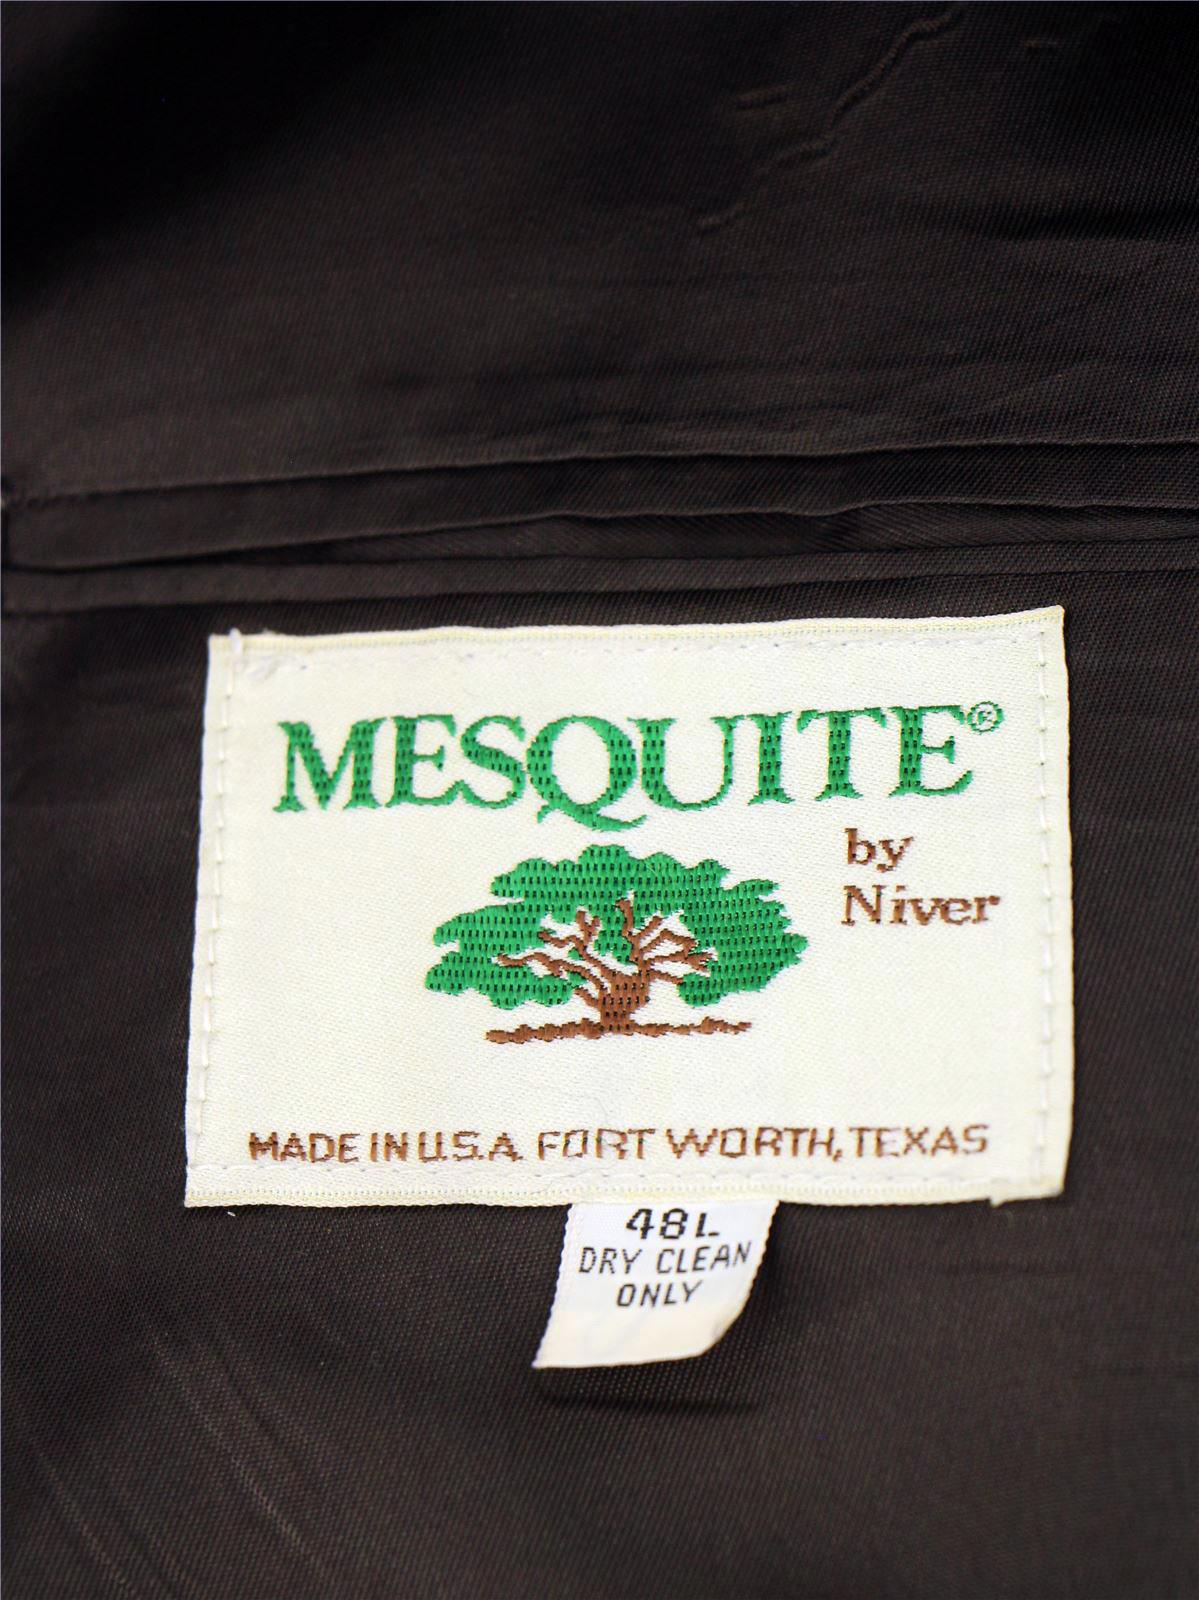 MESQUITE®
by
Niver
MADE IN U.S.A. FORT WORTH, TEXAS
48L
DRY CLEAN
ONLY